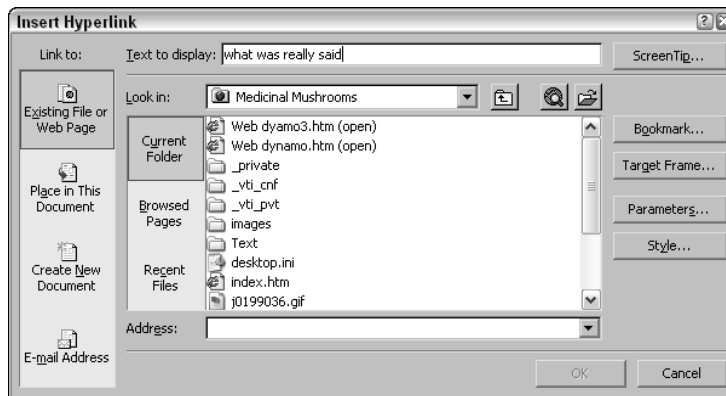 Insert Hyperlink
Link to:
Text to display: what was really said
ScreenTip...
Existing File or
Web Page
Look in: Medicinal Mushrooms
Current
Folder
Web dyamo3.htm (open)
Web dynamo.htm (open)
_private
_vti_cnf
_vti_pvt
images
Text
desktop.ini
index.htm
j0199036.gif
Bookmark...
Target Frame...
Place in This
Document
Browsed
Pages
Parameters...
Style...
Create New
Document
Recent
Files
Address:
E-mail Address
OK
Cancel